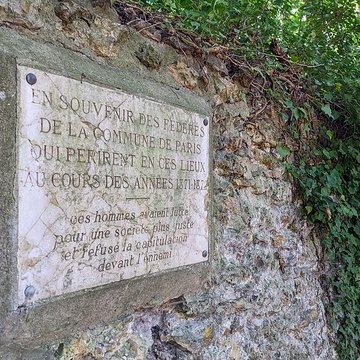 EN SOUVENIR DES FÉDÉRÉS
DE LA COMMUNE DE PARIS
QUI PÉRIRENT EN CES LIEUX
AU COURS DES ANNÉES 1871-1872
ces hommes avaient lutté
pour une société plus juste
et refusé la capitulation
devant l'ennemi